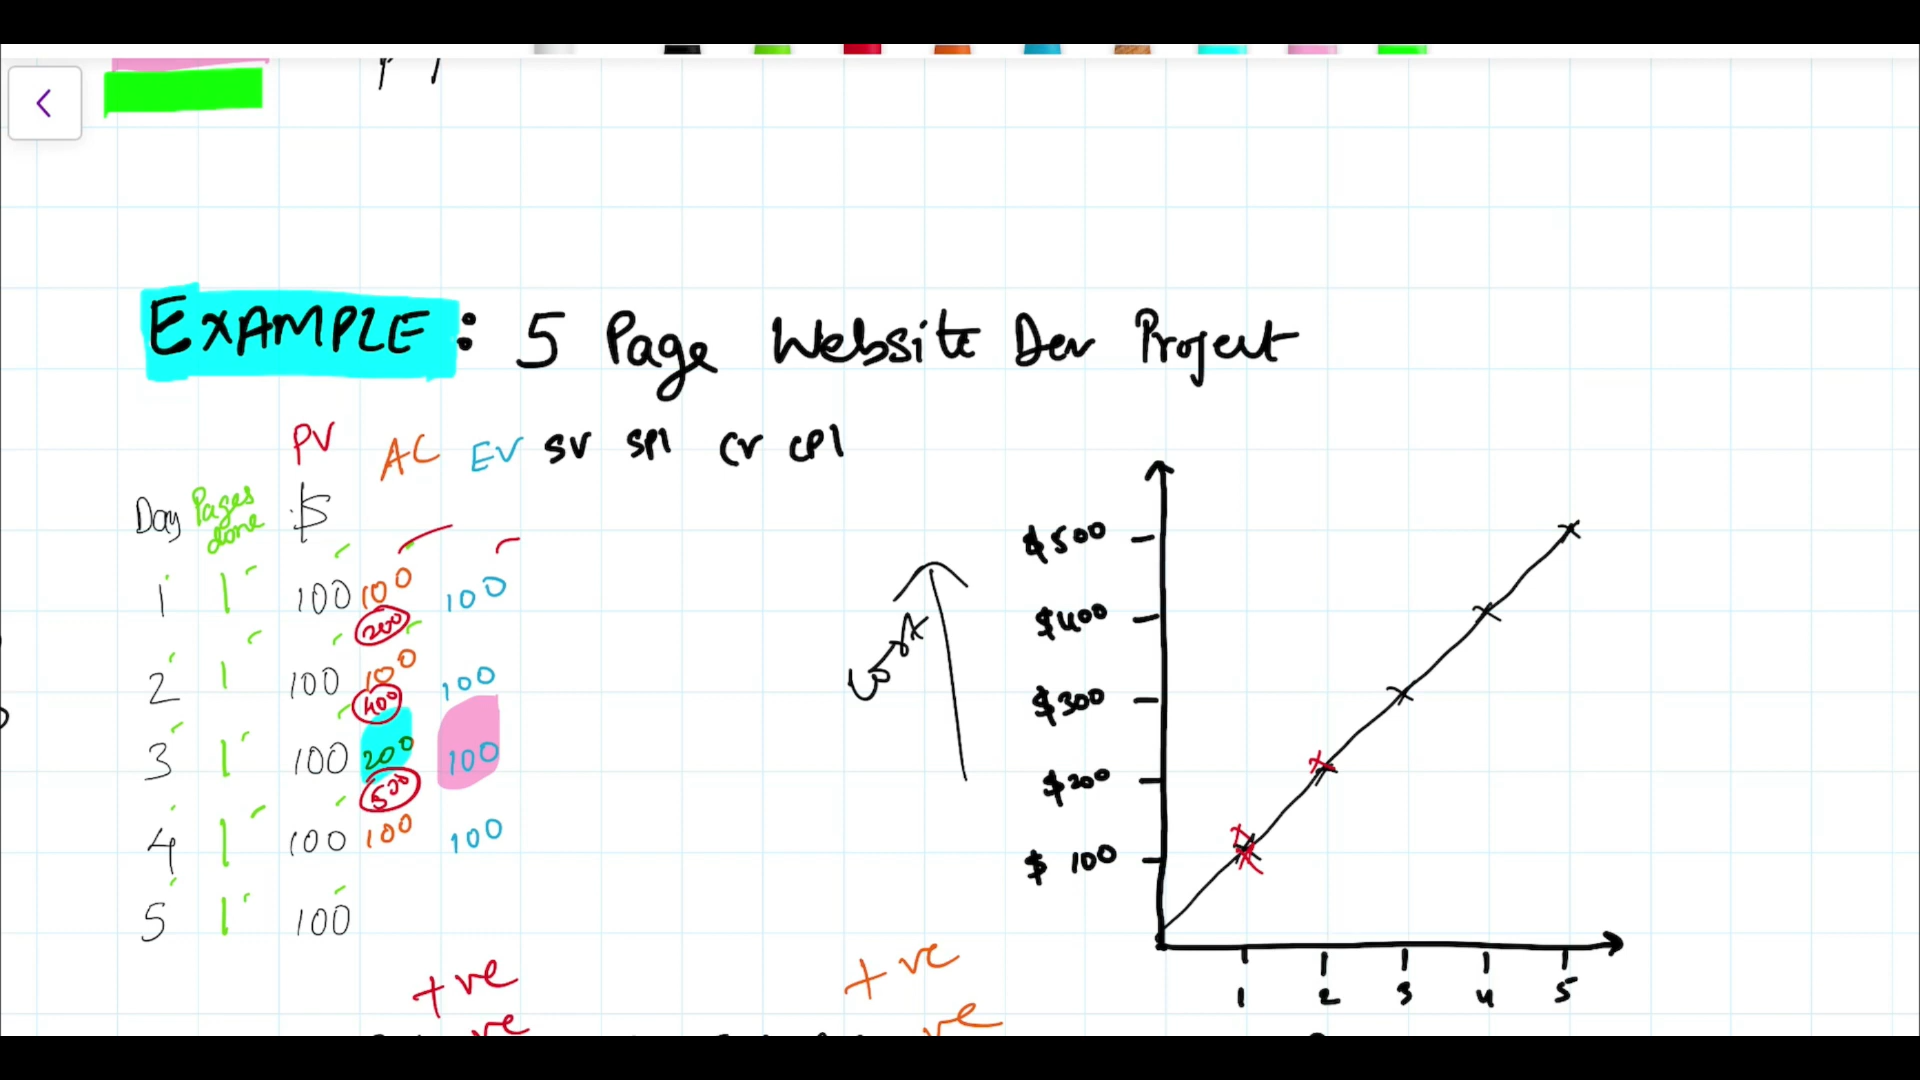 EXAMPLE : 5 Page Website Dev Project
PV AC EV SV SPI CV CPI
Day Pages done $
1 1 100 100 100
200
2 1 100 100 100
400
3 1 100 200 100
500
4 1 100 100 100
5 1 100
+ve
ve
+ve
ve
Work
$500
$400
$300
$200
$100
1 2 3 4 5